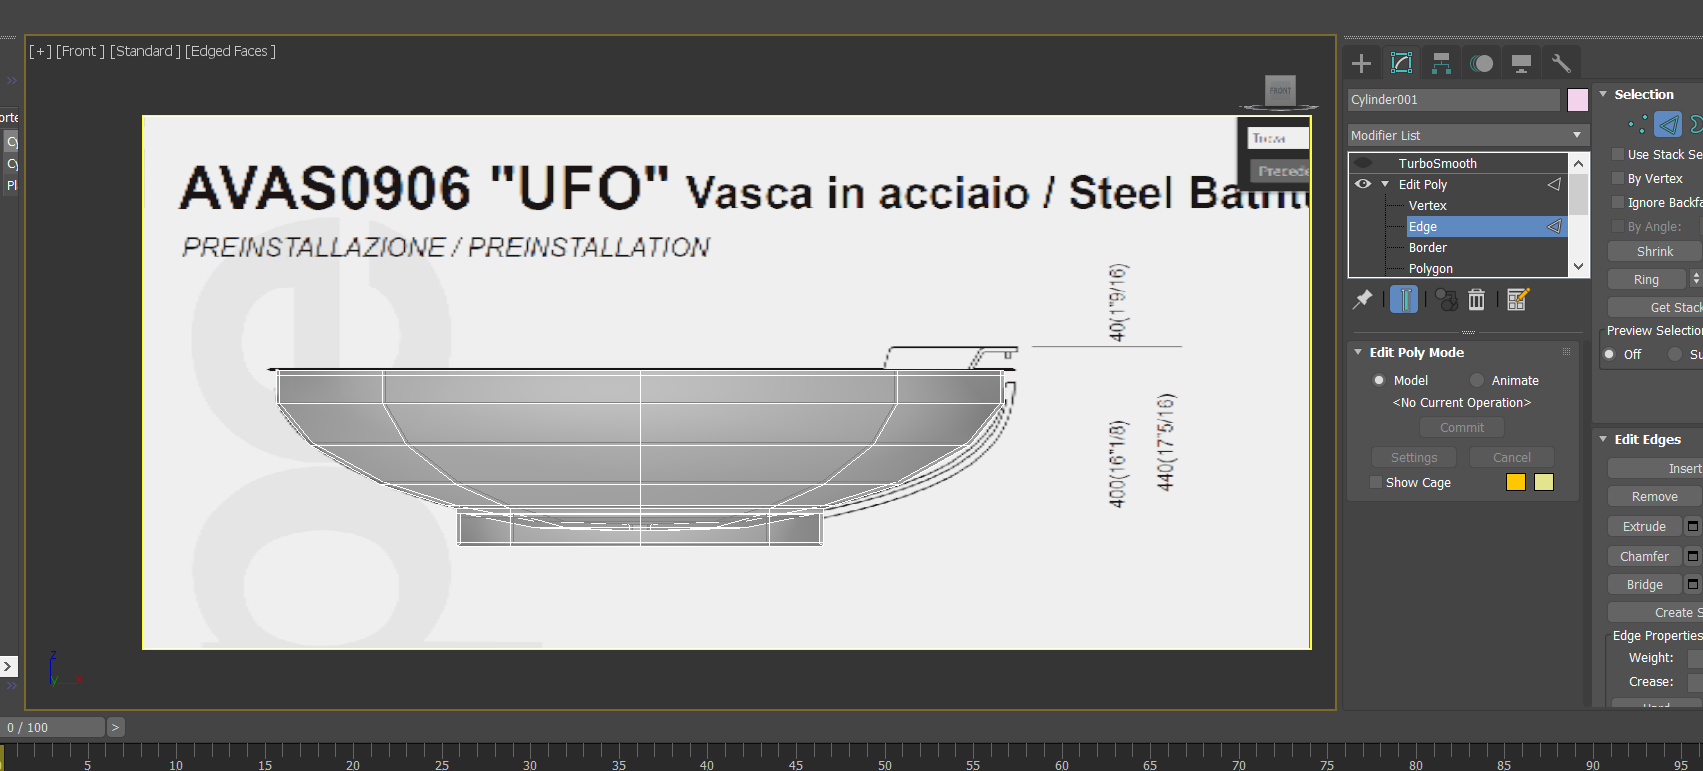 [+] [Front ] [Standard ] [Edged Faces ]
FRONT
AVAS0906 "UFO" Vasca in acciaio / Steel
PREINSTALLAZIONE / PREINSTALLATION
Trova
Precede
40(1"9/16)
400(16"1/8)
440(17"5/16)
z
y
orte
Cy
Cy
Pl
>
0 / 100
>
5 10 15 20 25 30 35 40 45 50 55 60 65 70 75 80 85 90 95
Cylinder001
Modifier List
TurboSmooth
Edit Poly
Vertex
Edge
Border
Polygon
Edit Poly Mode
Model
Animate
<No Current Operation>
Commit
Settings
Cancel
Show Cage
Selection
Use Stack Se
By Vertex
Ignore Backfa
By Angle:
Shrink
Ring
Get Stack
Preview Selection
Off
Su
Edit Edges
Insert
Remove
Extrude
Chamfer
Bridge
Create S
Edge Properties
Weight:
Crease: